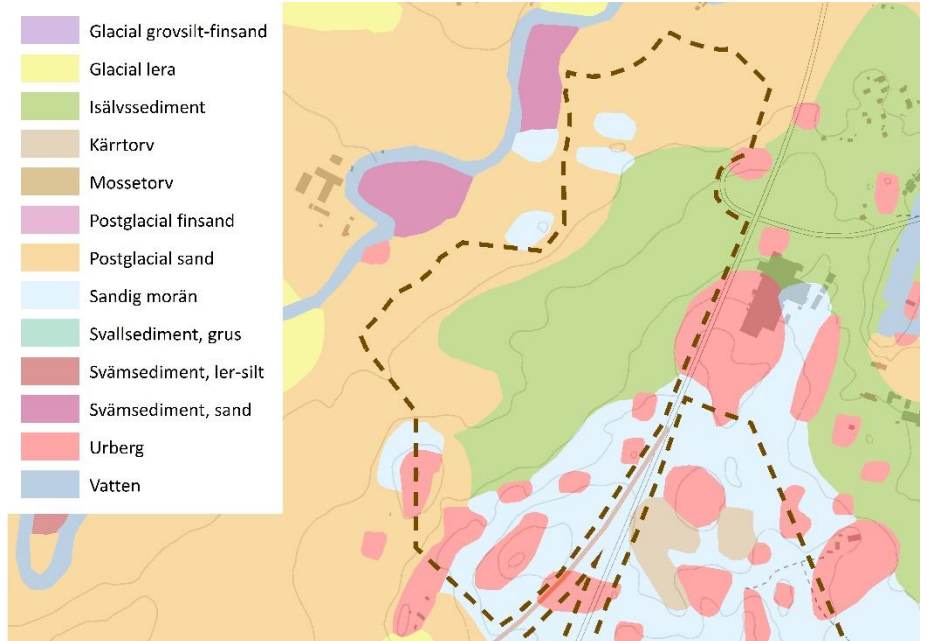 Glacial grovsilt-finsand
Glacial lera
Isälvssediment
Kärrtorv
Mossetorv
Postglacial finsand
Postglacial sand
Sandig morän
Svallsediment, grus
Svämsediment, ler-silt
Svämsediment, sand
Urberg
Vatten